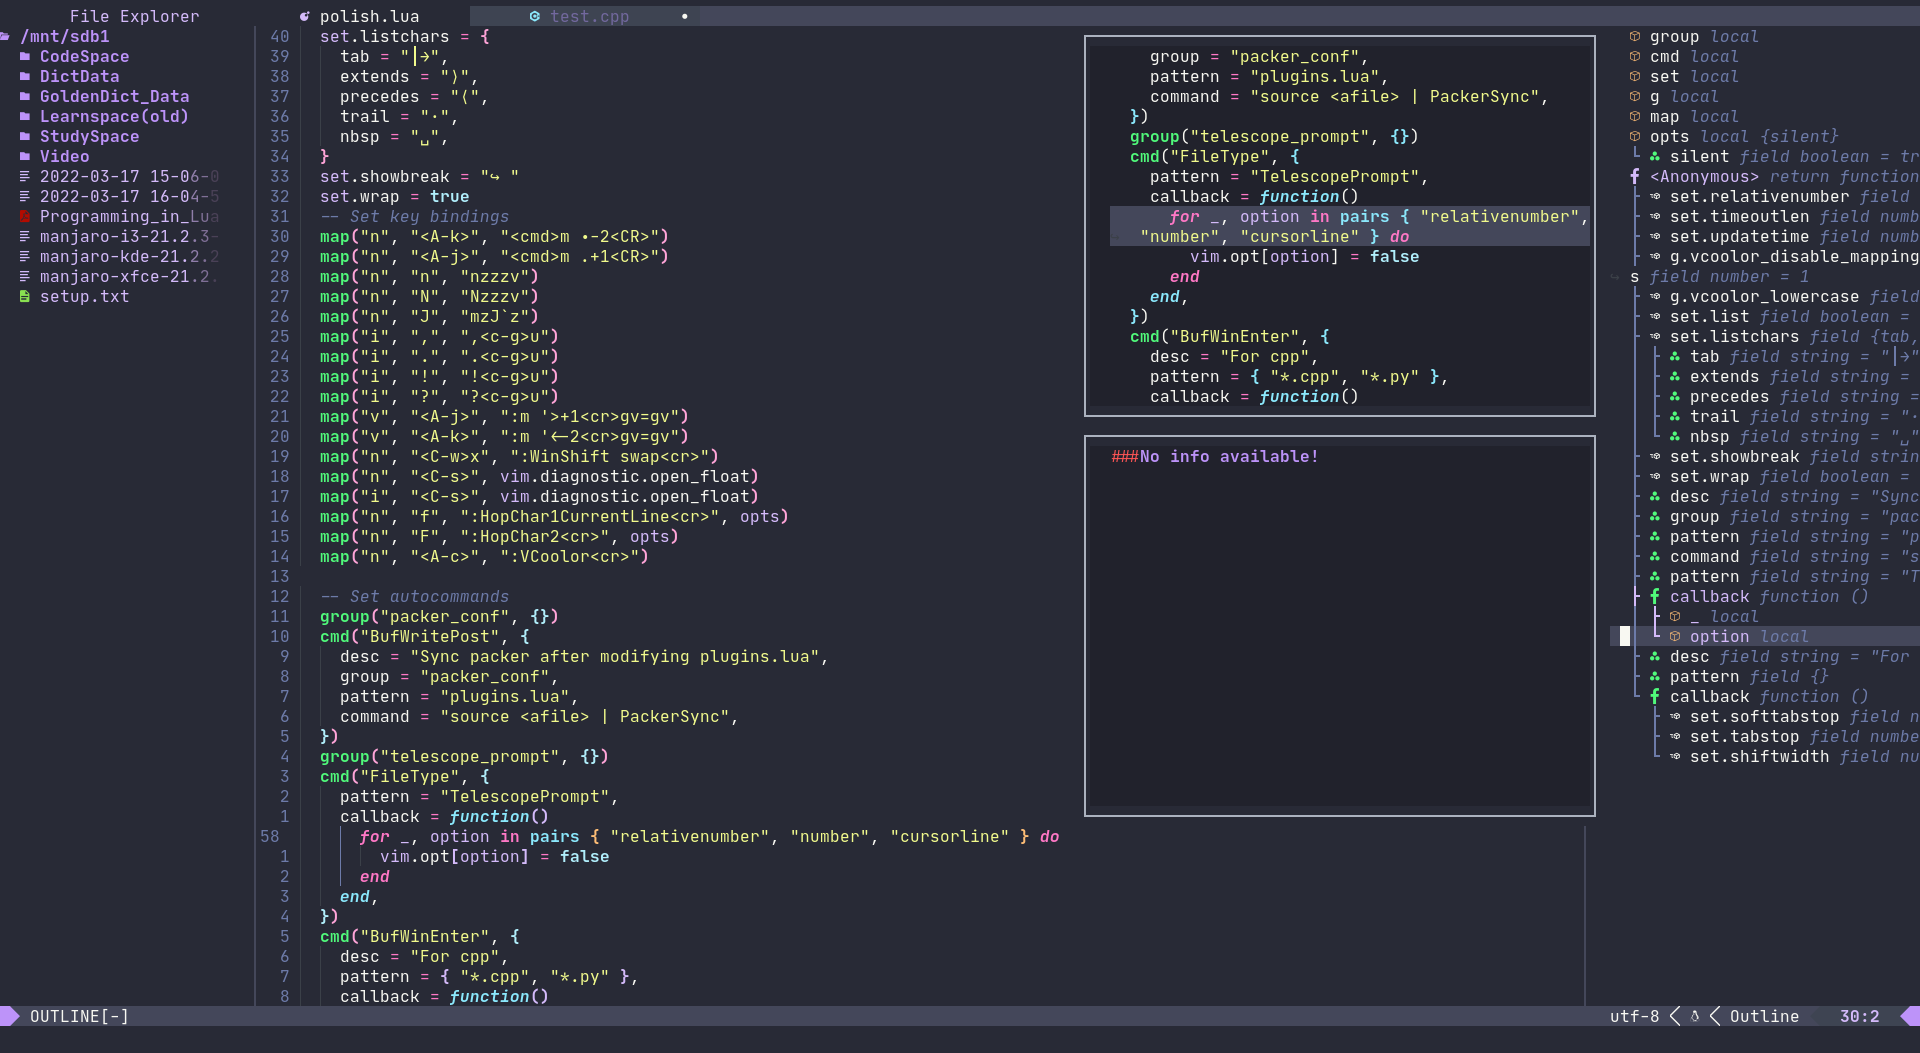 File Explorer
polish.lua
test.cpp
/mnt/sdb1
CodeSpace
DictData
GoldenDict_Data
Learnspace(old)
StudySpace
Video
2022-03-17 15-06-0
2022-03-17 16-04-5
Programming_in_Lua
manjaro-i3-21.2.3-
manjaro-kde-21.2.2
manjaro-xfce-21.2.
setup.txt
40 set.listchars = {
39 tab = "│→",
38 extends = "⟩",
37 precedes = "⟨",
36 trail = "·",
35 nbsp = "␣",
34 }
33 set.showbreak = "↪ "
32 set.wrap = true
31 -- Set key bindings
30 map("n", "<A-k>", "<cmd>m •-2<CR>")
29 map("n", "<A-j>", "<cmd>m .+1<CR>")
28 map("n", "n", "nzzzv")
27 map("n", "N", "Nzzzv")
26 map("n", "J", "mzJ`z")
25 map("i", ",", ",<c-g>u")
24 map("i", ".", ".<c-g>u")
23 map("i", "!", "!<c-g>u")
22 map("i", "?", "?<c-g>u")
21 map("v", "<A-j>", ":m '>+1<cr>gv=gv")
20 map("v", "<A-k>", ":m '<-2<cr>gv=gv")
19 map("n", "<C-w>x", ":WinShift swap<cr>")
18 map("n", "<C-s>", vim.diagnostic.open_float)
17 map("i", "<C-s>", vim.diagnostic.open_float)
16 map("n", "f", ":HopChar1CurrentLine<cr>", opts)
15 map("n", "F", ":HopChar2<cr>", opts)
14 map("n", "<A-c>", ":VCoolor<cr>")
13
12 -- Set autocommands
11 group("packer_conf", {})
10 cmd("BufWritePost", {
9 desc = "Sync packer after modifying plugins.lua",
8 group = "packer_conf",
7 pattern = "plugins.lua",
6 command = "source <afile> | PackerSync",
5 })
4 group("telescope_prompt", {})
3 cmd("FileType", {
2 pattern = "TelescopePrompt",
1 callback = function()
58 for _, option in pairs { "relativenumber", "number", "cursorline" } do
1 vim.opt[option] = false
2 end
3 end,
4 })
5 cmd("BufWinEnter", {
6 desc = "For cpp",
7 pattern = { "*.cpp", "*.py" },
8 callback = function()
group = "packer_conf",
pattern = "plugins.lua",
command = "source <afile> | PackerSync",
})
group("telescope_prompt", {})
cmd("FileType", {
pattern = "TelescopePrompt",
callback = function()
for _, option in pairs { "relativenumber",
"number", "cursorline" } do
vim.opt[option] = false
end
end,
})
cmd("BufWinEnter", {
desc = "For cpp",
pattern = { "*.cpp", "*.py" },
callback = function()
###No info available!
group local
cmd local
set local
g local
map local
opts local {silent}
silent field boolean = tr
<Anonymous> return function
set.relativenumber field
set.timeoutlen field numb
set.updatetime field numb
g.vcoolor_disable_mapping
↪ s field number = 1
g.vcoolor_lowercase field
set.list field boolean =
set.listchars field {tab,
tab field string = "│→"
extends field string =
precedes field string =
trail field string = "·
nbsp field string = "␣"
set.showbreak field strin
set.wrap field boolean =
desc field string = "Sync
group field string = "pac
pattern field string = "p
command field string = "s
pattern field string = "T
callback function ()
_ local
option local
desc field string = "For
pattern field {}
callback function ()
set.softtabstop field n
set.tabstop field numbe
set.shiftwidth field nu
OUTLINE[-]
utf-8
Outline
30:2